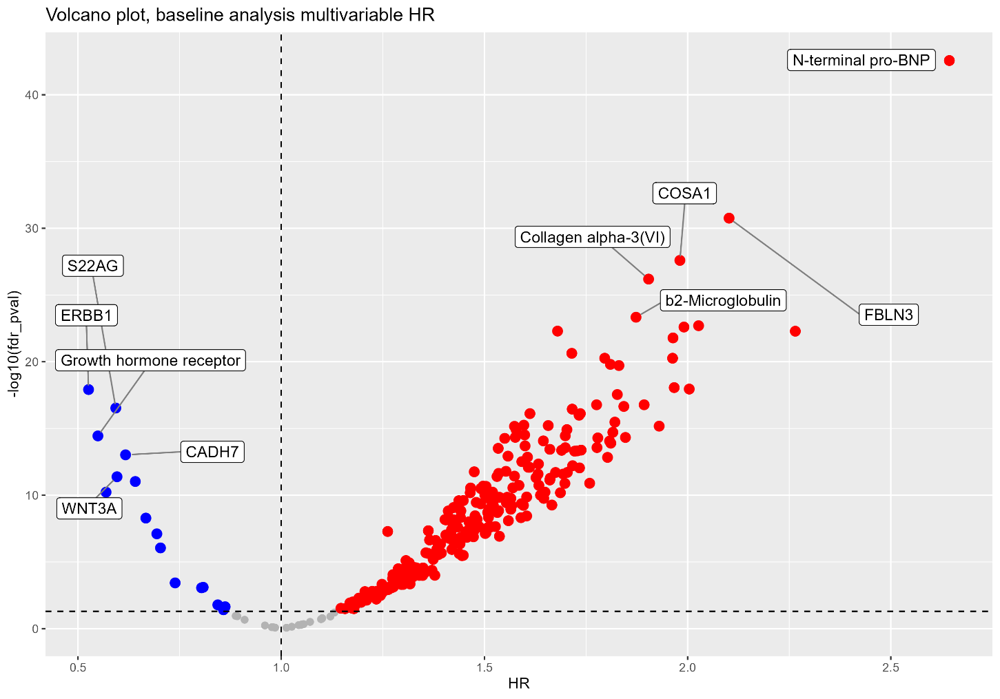 Volcano plot, baseline analysis multivariable HR
N-terminal pro-BNP
40
COSA1
30
Collagen alpha-3(VI)
S22AG
b2-Microglobulin
ERBB1
FBLN3
-log10(fdr_pval)
20
Growth hormone receptor
CADH7
10
WNT3A
0
0.5
1.0
1.5
2.0
2.5
HR